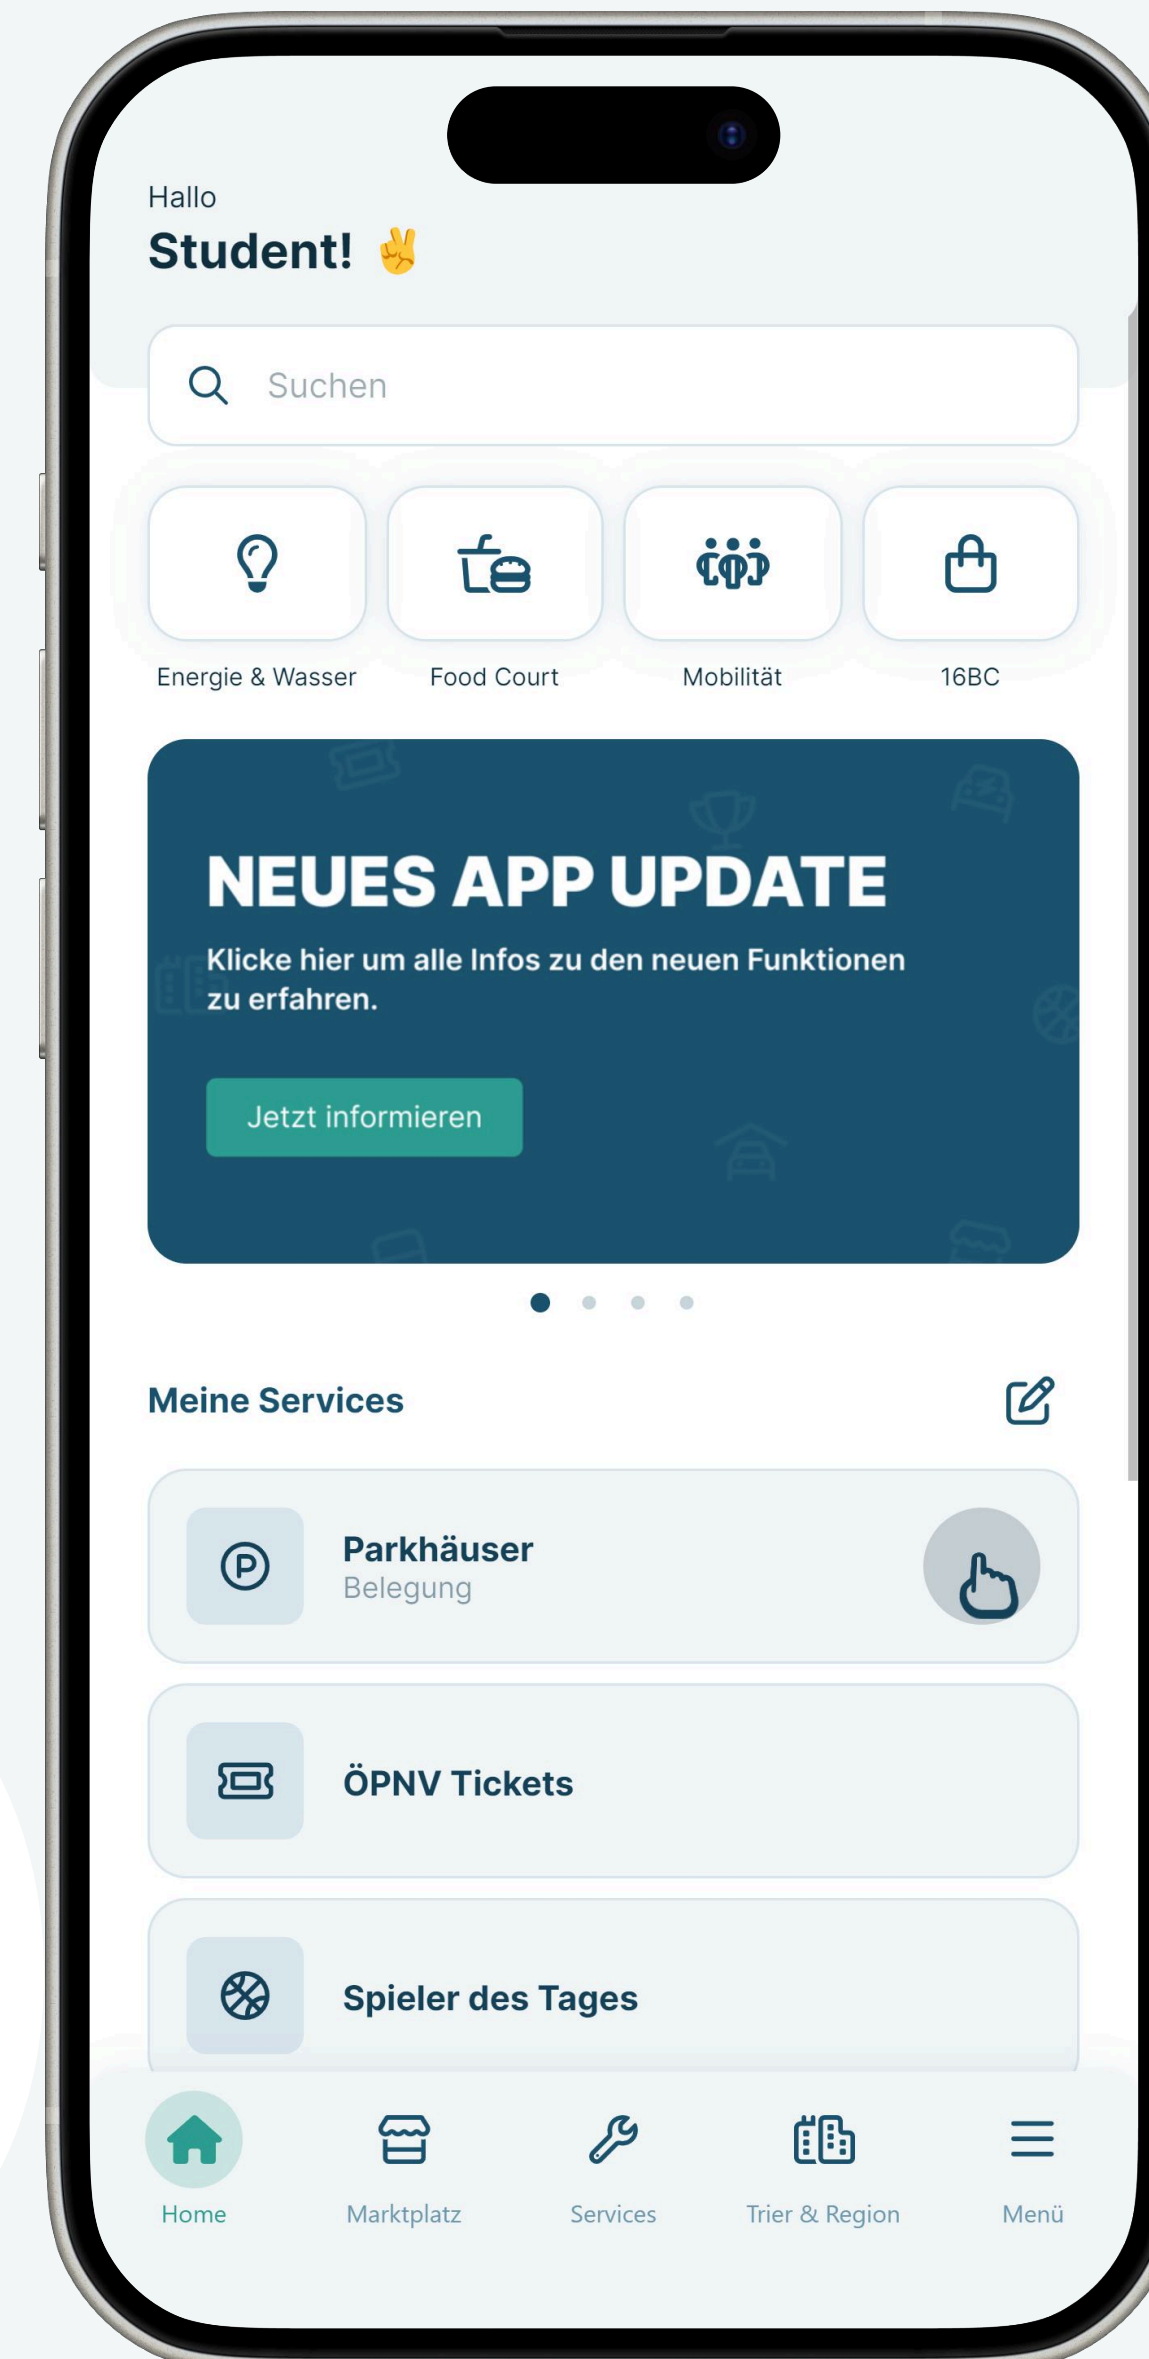 Hallo
Student! ✌️
Suchen
Energie & Wasser
Food Court
Mobilität
16BC
NEUES APP UPDATE
Klicke hier um alle Infos zu den neuen Funktionen
zu erfahren.
Jetzt informieren
Meine Services
Parkhäuser
Belegung
ÖPNV Tickets
Spieler des Tages
Home
Marktplatz
Services
Trier & Region
Menü